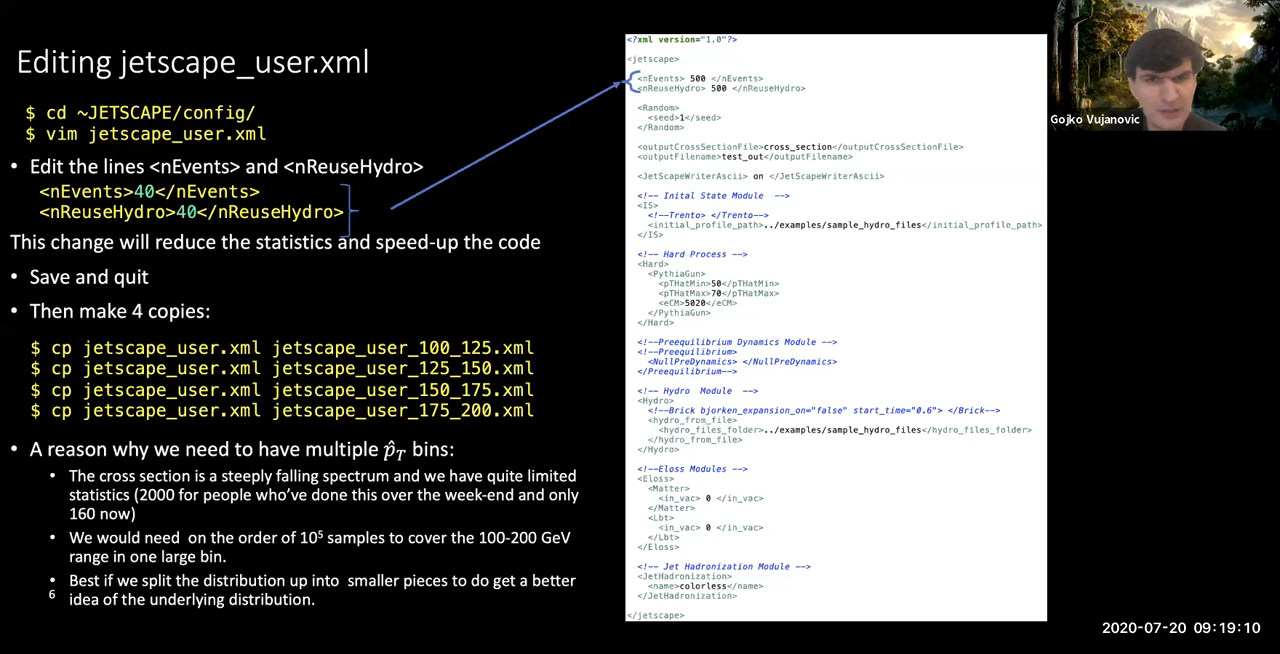 Editing jetscape_user.xml
$ cd ~JETSCAPE/config/
$ vim jetscape_user.xml
• Edit the lines <nEvents> and <nReuseHydro>
<nEvents>40</nEvents>
<nReuseHydro>40</nReuseHydro>
This change will reduce the statistics and speed-up the code
• Save and quit
• Then make 4 copies:
$ cp jetscape_user.xml jetscape_user_100_125.xml
$ cp jetscape_user.xml jetscape_user_125_150.xml
$ cp jetscape_user.xml jetscape_user_150_175.xml
$ cp jetscape_user.xml jetscape_user_175_200.xml
• A reason why we need to have multiple p̂_T bins:
• The cross section is a steeply falling spectrum and we have quite limited
statistics (2000 for people who've done this over the week-end and only
160 now)
• We would need on the order of 10⁵ samples to cover the 100-200 GeV
range in one large bin.
• Best if we split the distribution up into smaller pieces to do get a better
idea of the underlying distribution.
6
<?xml version="1.0"?>
<jetscape>
<nEvents> 500 </nEvents>
<nReuseHydro> 500 </nReuseHydro>
<Random>
<seed>1</seed>
</Random>
<outputCrossSectionFile>cross_section</outputCrossSectionFile>
<outputFilename>test_out</outputFilename>
<JetScapeWriterAscii> on </JetScapeWriterAscii>
<!-- Inital State Module -->
<IS>
<!--Trento> </Trento-->
<initial_profile_path>../examples/sample_hydro_files</initial_profile_path>
</IS>
<!-- Hard Process -->
<Hard>
<PythiaGun>
<pTHatMin>50</pTHatMin>
<pTHatMax>70</pTHatMax>
<eCM>5020</eCM>
</PythiaGun>
</Hard>
<!--Preequilibrium Dynamics Module -->
<!--Preequilibrium>
<NullPreDynamics> </NullPreDynamics>
</Preequilibrium-->
<!-- Hydro Module -->
<Hydro>
<!--Brick bjorken_expansion_on="false" start_time="0.6"> </Brick-->
<hydro_from_file>
<hydro_files_folder>../examples/sample_hydro_files</hydro_files_folder>
</hydro_from_file>
</Hydro>
<!--Eloss Modules -->
<Eloss>
<Matter>
<in_vac> 0 </in_vac>
</Matter>
<Lbt>
<in_vac> 0 </in_vac>
</Lbt>
</Eloss>
<!-- Jet Hadronization Module -->
<JetHadronization>
<name>colorless</name>
</JetHadronization>
</jetscape>
Gojko Vujanovic
2020-07-20 09:19:10